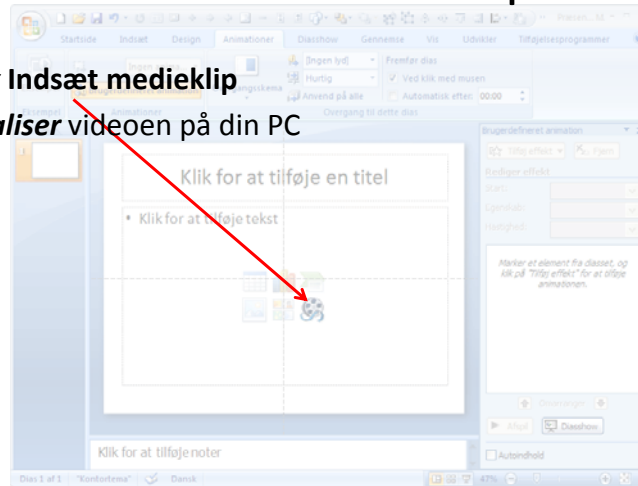 Startside Indsæt Design Animationer Diasshow Gennemse Vis Udvikler Tilføjelsesprogrammer
[Ingen lyd] Fremfør dias
Indsæt medieklip
Hurtig Ved klik med musen
Anvend på alle Automatisk efter: 00:00
Eksempel Animationer Overgang til dette dias
aliser videoen på din PC
Brugerdefineret animation
Tilføj effekt Fjern
Rediger effekt
Start:
Egenskab:
Hastighed:
Klik for at tilføje en titel
• Klik for at tilføje tekst
Marker et element fra diasset, og
klik på "Tilføj effekt" for at tilføje
animationen.
Afspil Diasshow
Autoindhold
Klik for at tilføje noter
Dias 1 af 1 "Kontortema" Dansk 47%